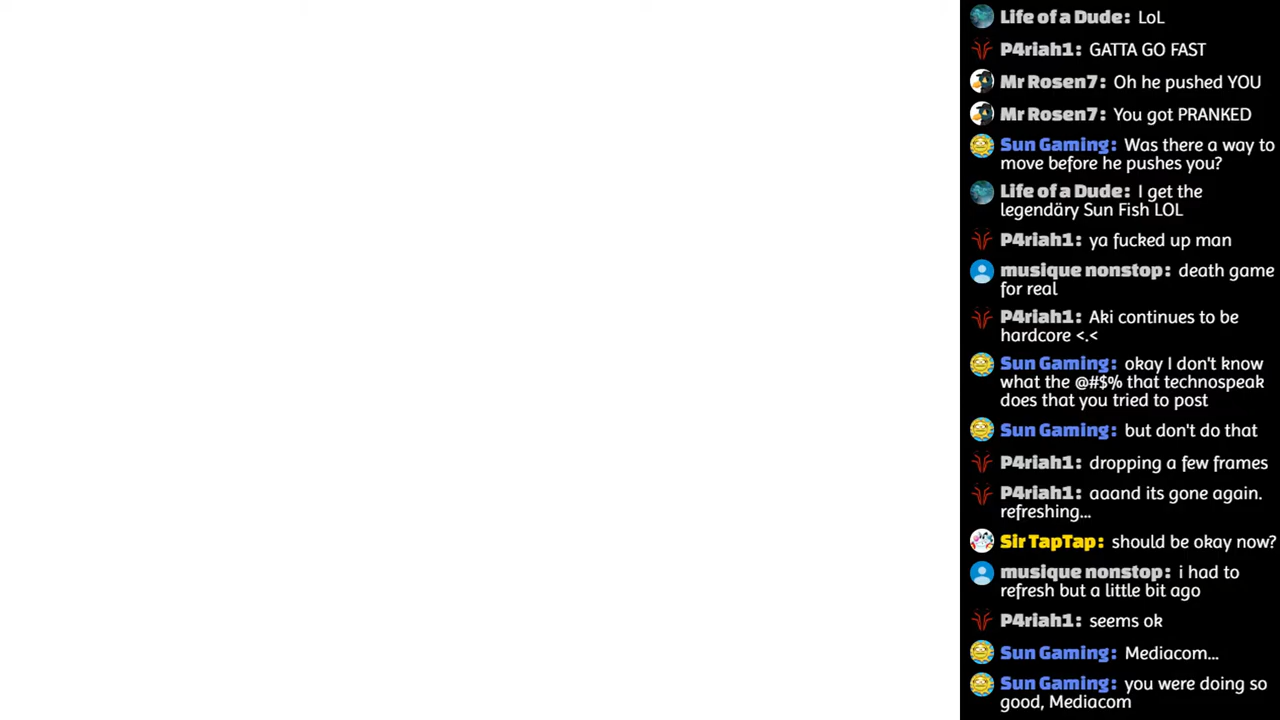 Life of a Dude: LoL
P4riah1: GATTA GO FAST
Mr Rosen7: Oh he pushed YOU
Mr Rosen7: You got PRANKED
Sun Gaming: Was there a way to
move before he pushes you?
Life of a Dude: I get the
legendäry Sun Fish LOL
P4riah1: ya fucked up man
musique nonstop: death game
for real
P4riah1: Aki continues to be
hardcore <.<
Sun Gaming: okay I don't know
what the @#$% that technospeak
does that you tried to post
Sun Gaming: but don't do that
P4riah1: dropping a few frames
P4riah1: aaand its gone again.
refreshing...
Sir TapTap: should be okay now?
musique nonstop: i had to
refresh but a little bit ago
P4riah1: seems ok
Sun Gaming: Mediacom...
Sun Gaming: you were doing so
good, Mediacom